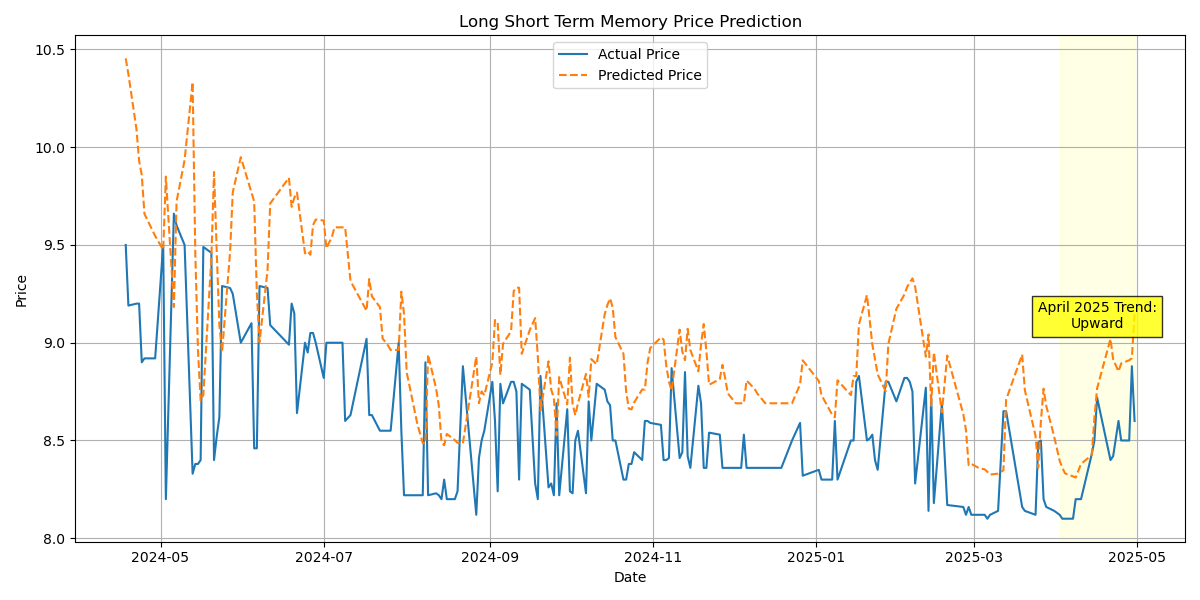 Long Short Term Memory Price Prediction
Actual Price
Predicted Price
April 2025 Trend:
Upward
Price
10.5
10.0
9.5
9.0
8.5
8.0
2024-05
2024-07
2024-09
2024-11
2025-01
2025-03
2025-05
Date